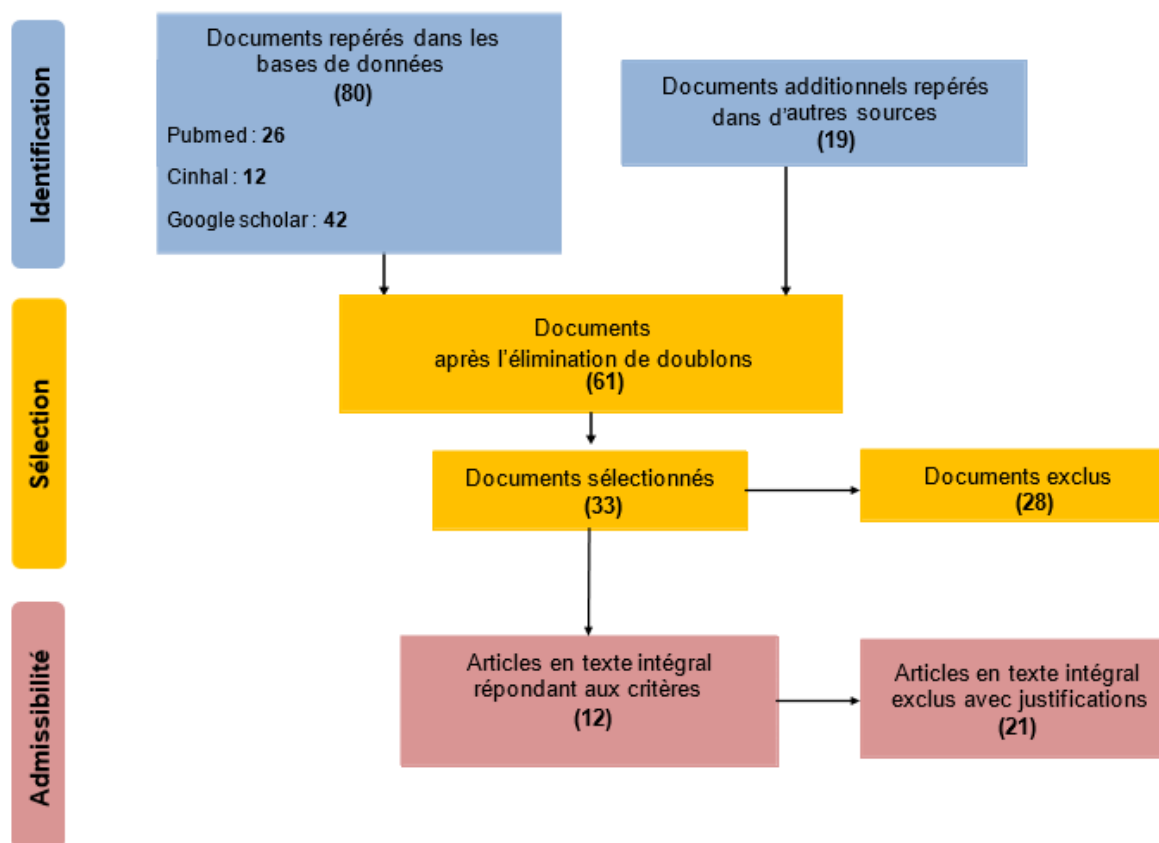 Identification
Documents repérés dans les
bases de données
(80)
Pubmed : 26
Cinhal : 12
Google scholar : 42
Documents additionnels repérés
dans d'autres sources
(19)
Sélection
Documents
après l'élimination de doublons
(61)
Documents sélectionnés
(33)
Documents exclus
(28)
Admissibilité
Articles en texte intégral
répondant aux critères
(12)
Articles en texte intégral
exclus avec justifications
(21)